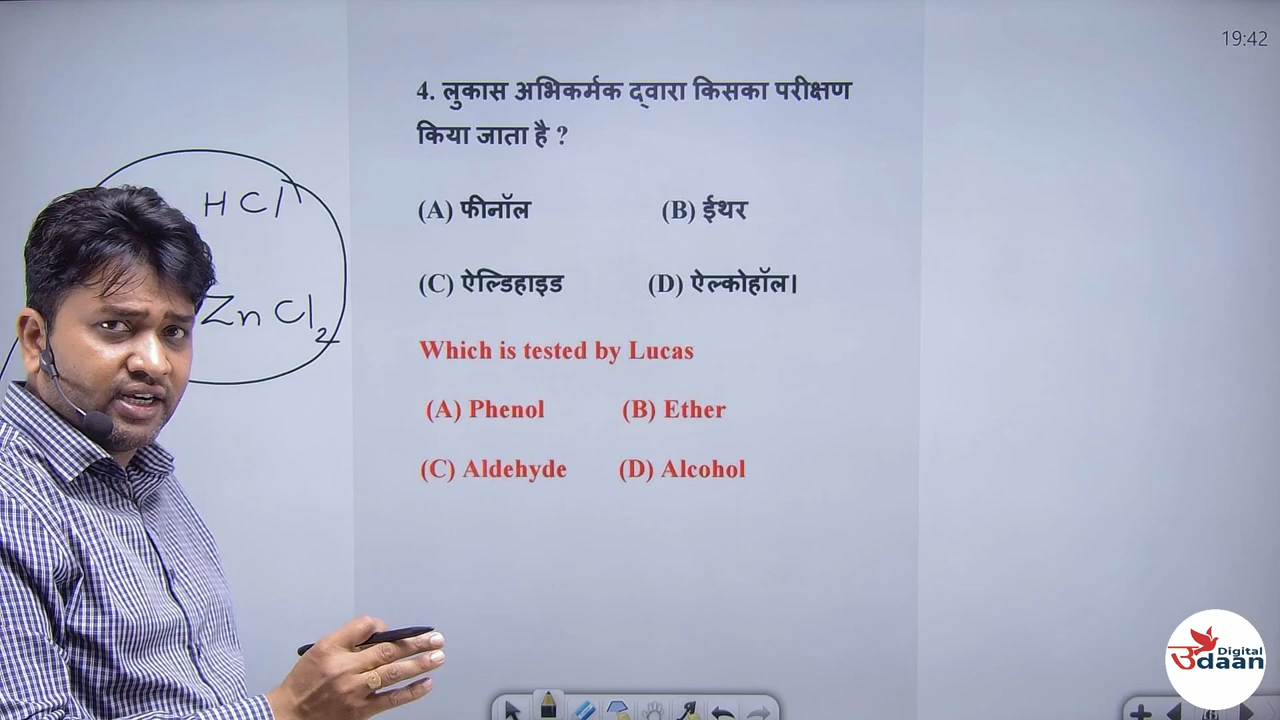 19:42
4. लुकास अभिकर्मक द्वारा किसका परीक्षण
किया जाता है ?
HCl
ZnCl2
(A) फीनॉल (B) ईथर
(C) ऐल्डिहाइड (D) ऐल्कोहॉल।
Which is tested by Lucas
(A) Phenol (B) Ether
(C) Aldehyde (D) Alcohol
Digital
उdaan